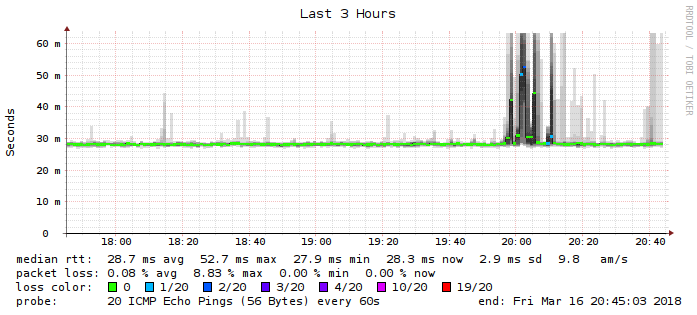 Last 3 Hours
RRDTOOL / TOBI OETIKER
Seconds
60 m
50 m
40 m
30 m
20 m
10 m
0
18:00 18:20 18:40 19:00 19:20 19:40 20:00 20:20 20:40
median rtt: 28.7 ms avg 52.7 ms max 27.9 ms min 28.3 ms now 2.9 ms sd 9.8 am/s
packet loss: 0.08 % avg 8.83 % max 0.00 % min 0.00 % now
loss color: 0 1/20 2/20 3/20 4/20 10/20 19/20
probe: 20 ICMP Echo Pings (56 Bytes) every 60s end: Fri Mar 16 20:45:03 2018